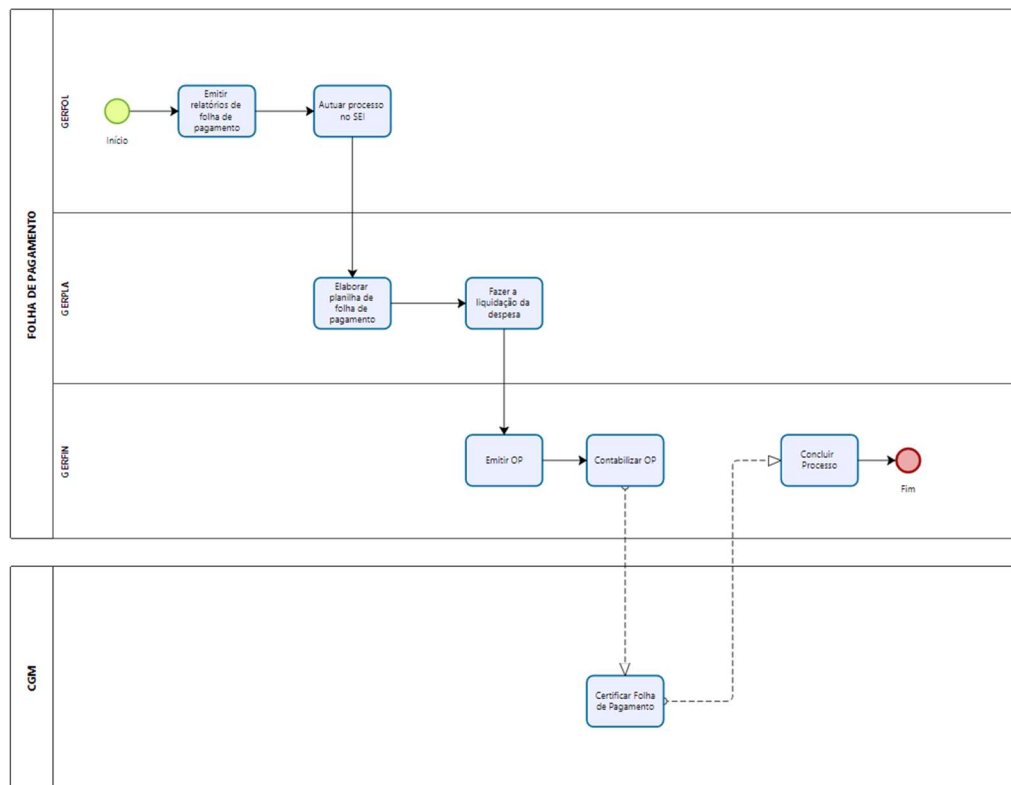 FOLHA DE PAGAMENTO
GERFOL
Início
Emitir
relatórios de
folha de
pagamento
Autuar processo
no SEI
GERPLA
Elaborar
planilha de
folha de
pagamento
Fazer a
liquidação da
despesa
GERFIN
Emitir OP
Contabilizar OP
Concluir
Processo
Fim
CGM
Certificar Folha
de Pagamento